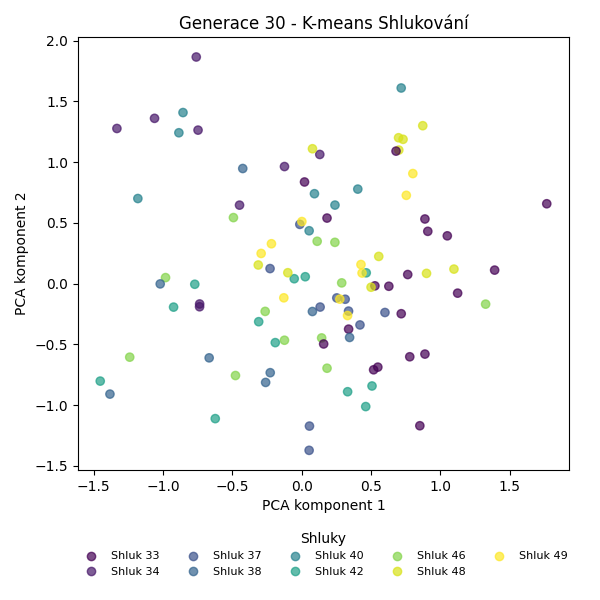 Generace 30 - K-means Shlukování
2.0
1.5
1.0
0.5
0.0
−0.5
−1.0
−1.5
PCA komponent 2
−1.5 −1.0 −0.5 0.0 0.5 1.0 1.5
PCA komponent 1
Shluky
Shluk 33 Shluk 37 Shluk 40 Shluk 46 Shluk 49
Shluk 34 Shluk 38 Shluk 42 Shluk 48